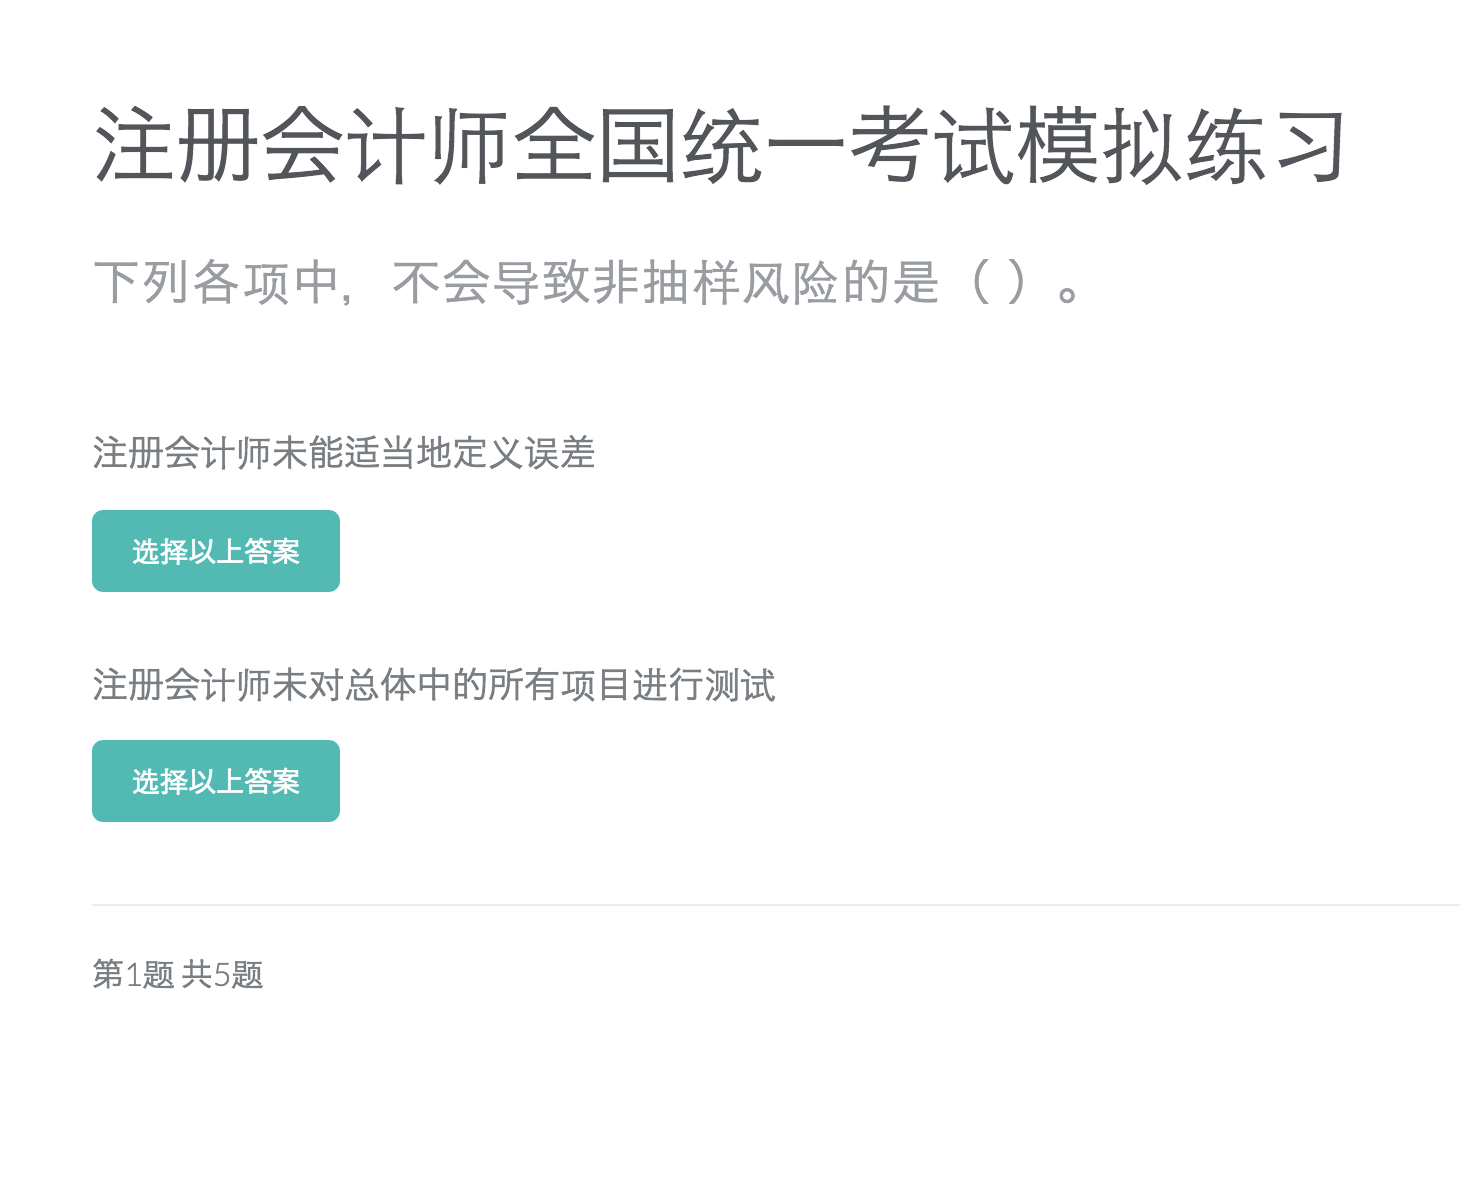 注册会计师全国统一考试模拟练习
下列各项中，不会导致非抽样风险的是（ ）。
注册会计师未能适当地定义误差
选择以上答案
注册会计师未对总体中的所有项目进行测试
选择以上答案
第1题 共5题